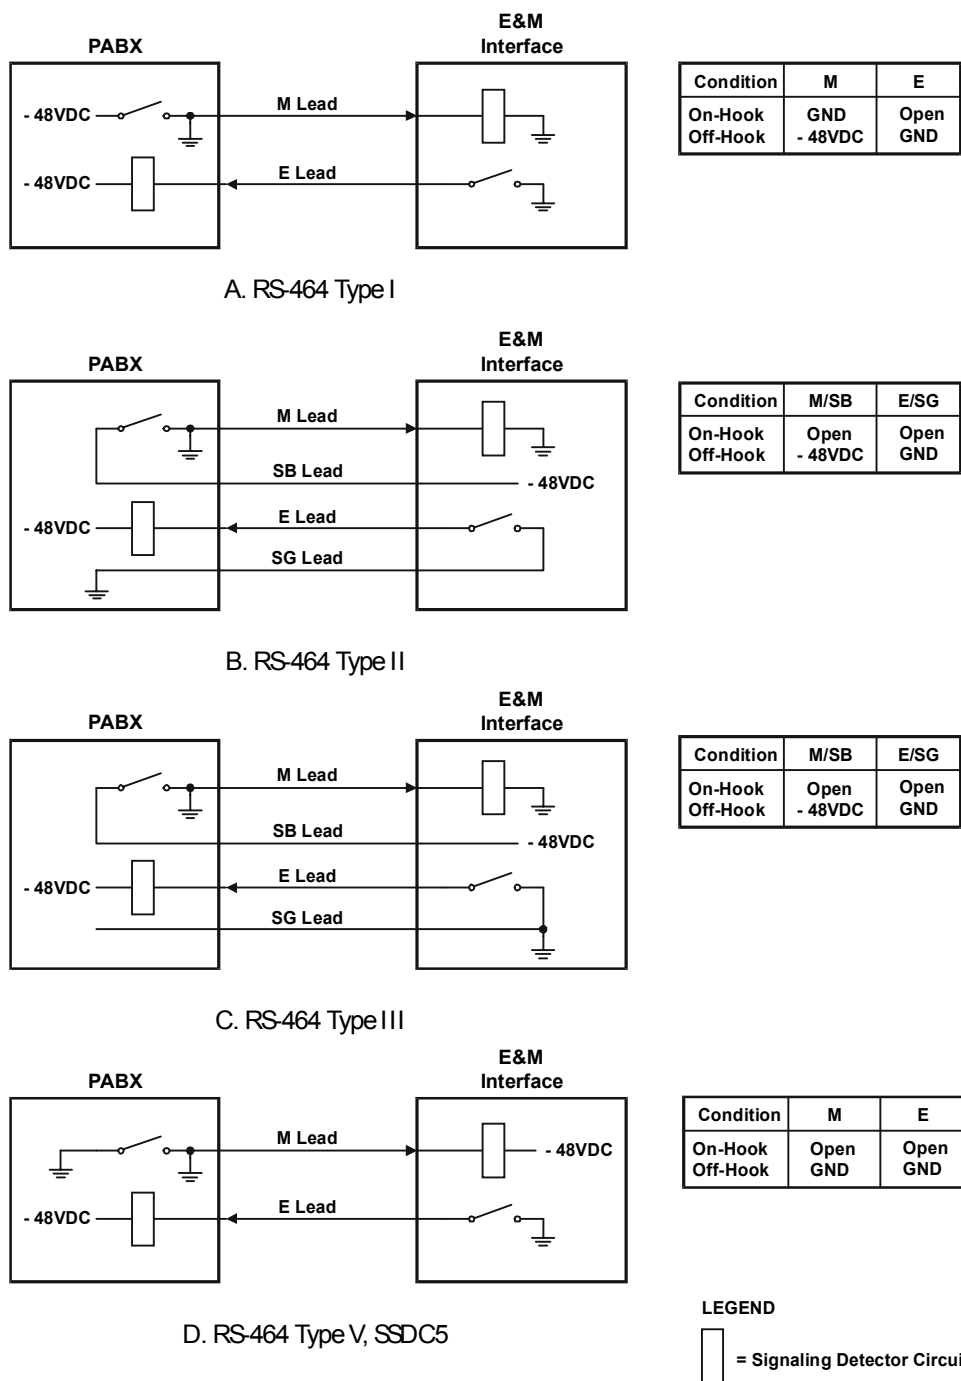 E&M
PABX Interface
- 48VDC
M Lead
- 48VDC
E Lead
Condition M E
On-Hook GND Open
Off-Hook - 48VDC GND
A. RS-464 Type I
E&M
PABX Interface
M Lead
SB Lead
- 48VDC
- 48VDC
E Lead
SG Lead
Condition M/SB E/SG
On-Hook Open Open
Off-Hook - 48VDC GND
B. RS-464 Type II
E&M
PABX Interface
M Lead
SB Lead
- 48VDC
- 48VDC
E Lead
SG Lead
Condition M/SB E/SG
On-Hook Open Open
Off-Hook - 48VDC GND
C. RS-464 Type III
E&M
PABX Interface
M Lead
- 48VDC
- 48VDC
E Lead
Condition M E
On-Hook Open Open
Off-Hook GND GND
D. RS-464 Type V, SSDC5
LEGEND
= Signaling Detector Circui